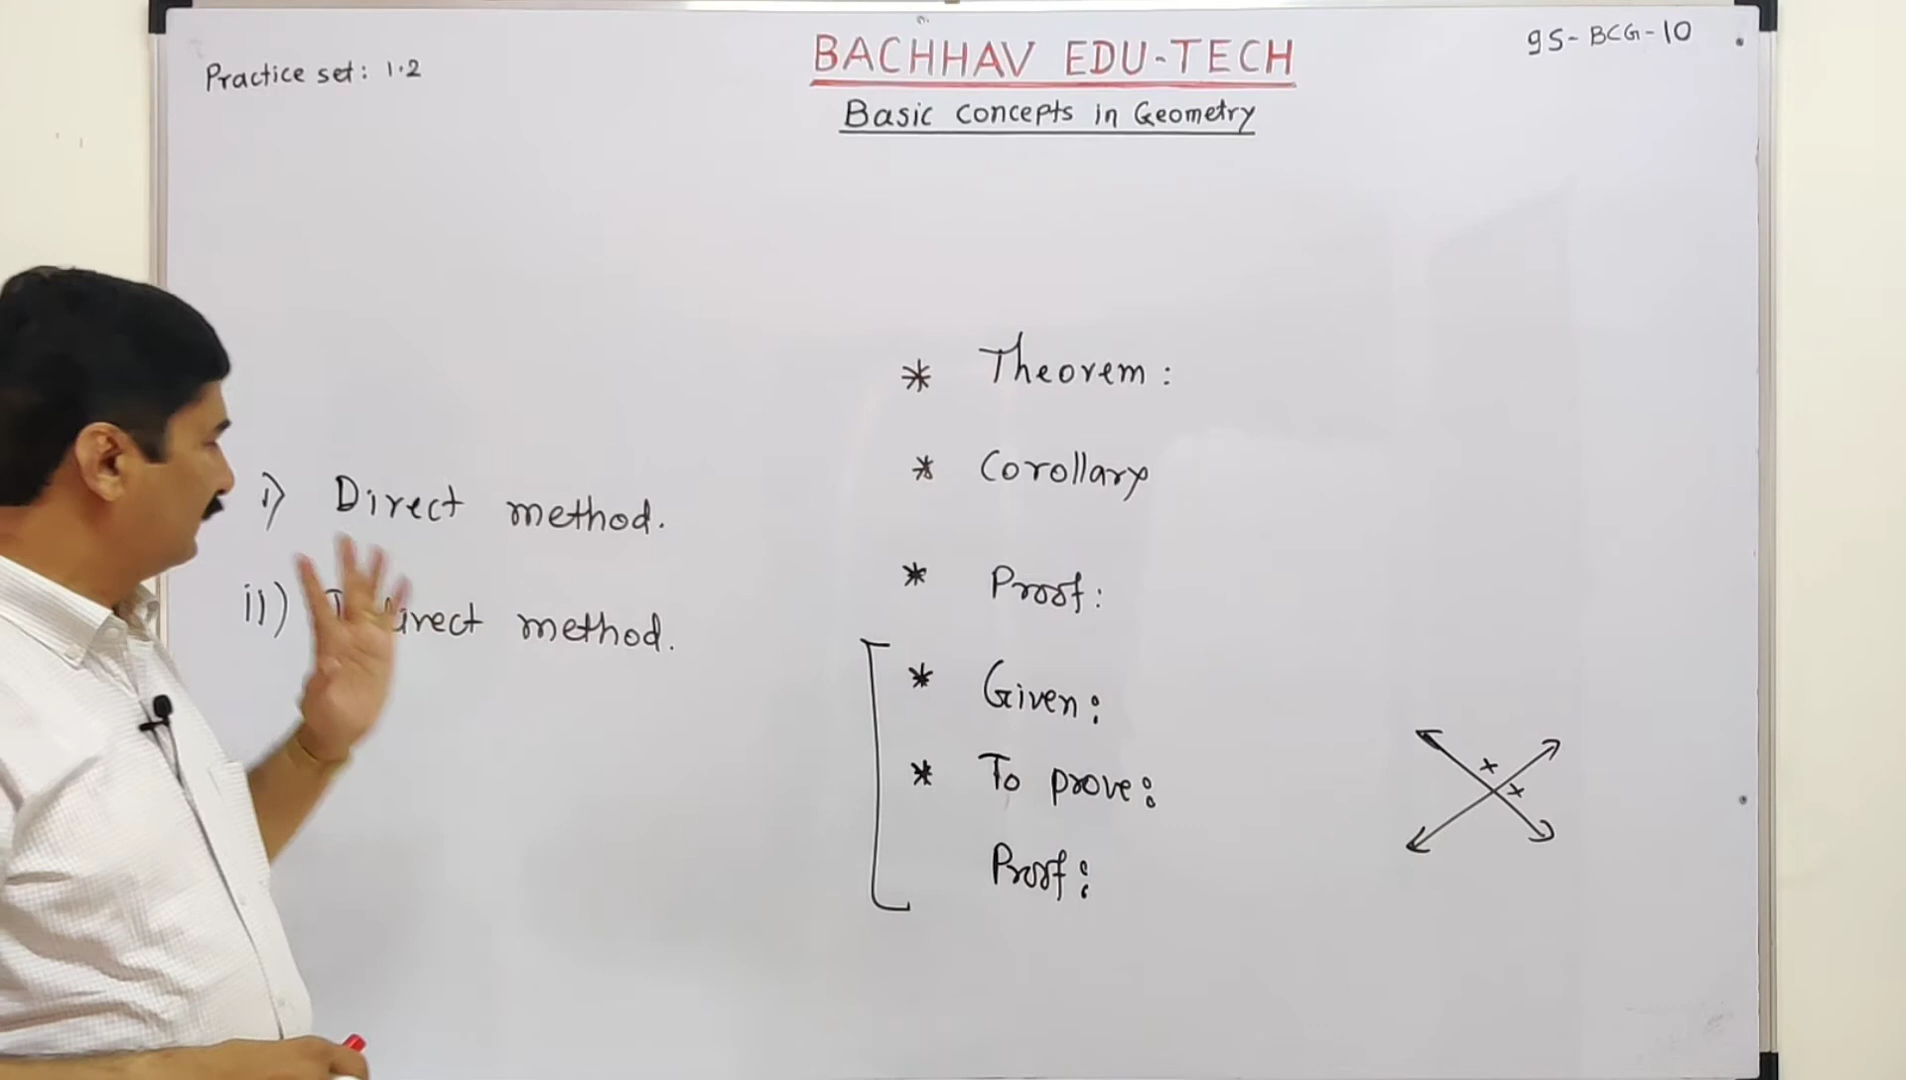 Practice set: 1.2
BACHHAV EDU-TECH
9S-BCG-10
Basic Concepts in Geometry
i) Direct method.
ii) method.
* Theorem:
* Corollary
* Proof:
* Given:
* To prove:
Proof: